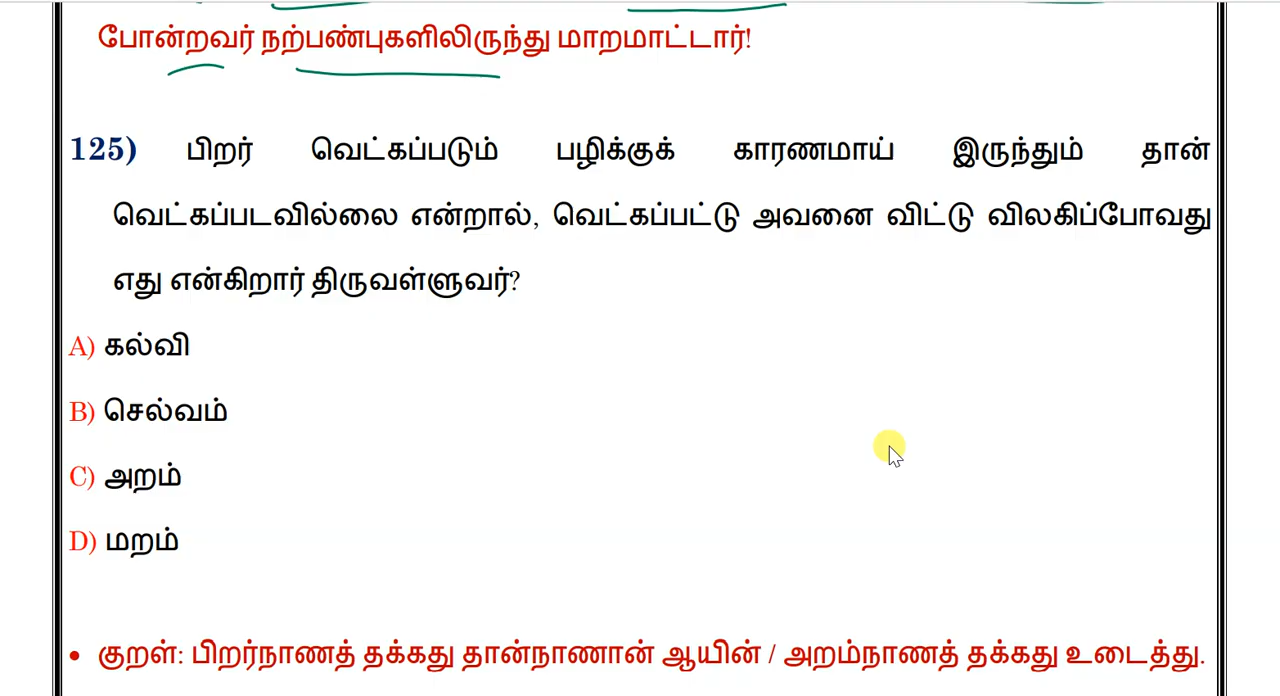 போன்றவர் நற்பண்புகளிலிருந்து மாறமாட்டார்!
125) பிறர் வெட்கப்படும் பழிக்குக் காரணமாய் இருந்தும் தான்
வெட்கப்படவில்லை என்றால், வெட்கப்பட்டு அவனை விட்டு விலகிப்போவது
எது என்கிறார் திருவள்ளுவர்?
A) கல்வி
B) செல்வம்
C) அறம்
D) மறம்
• குறள்: பிறர்நாணத் தக்கது தான்நாணான் ஆயின் / அறம்நாணத் தக்கது உடைத்து.